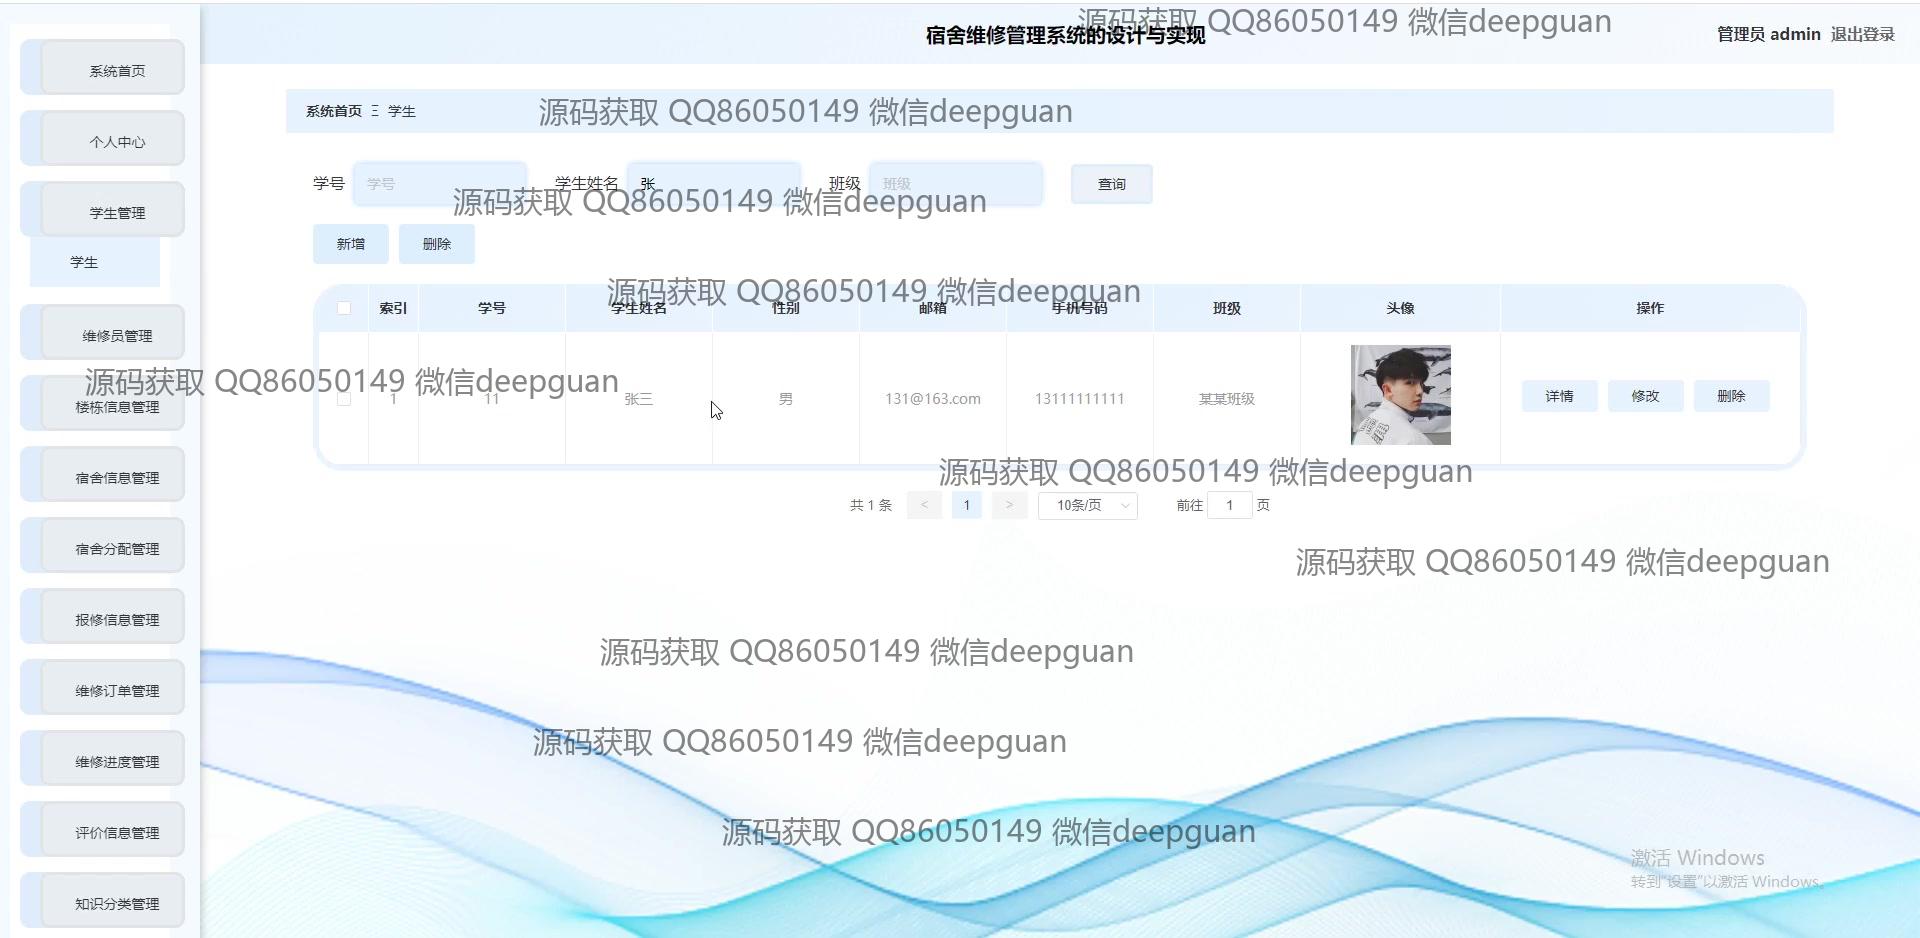 源码获取 QQ86050149 微信deepguan
宿舍维修管理系统的设计与实现
管理员 admin 退出登录
系统首页
个人中心
学生管理
学生
维修员管理
楼栋信息管理
宿舍信息管理
宿舍分配管理
报修信息管理
维修订单管理
维修进度管理
评价信息管理
知识分类管理
系统首页 Ξ 学生
源码获取 QQ86050149 微信deepguan
学号 学号 学生姓名 张 班级 班级 查询
源码获取 QQ86050149 微信deepguan
新增 删除
源码获取 QQ86050149 微信deepguan
索引 学号 学生姓名 性别 邮箱 手机号码 班级 头像 操作
源码获取 QQ86050149 微信deepguan
1 11 张三 男 131@163.com 13111111111 某某班级 详情 修改 删除
源码获取 QQ86050149 微信deepguan
共 1 条 < 1 > 10条/页 前往 1 页
源码获取 QQ86050149 微信deepguan
源码获取 QQ86050149 微信deepguan
源码获取 QQ86050149 微信deepguan
源码获取 QQ86050149 微信deepguan
激活 Windows
转到"设置"以激活 Windows。